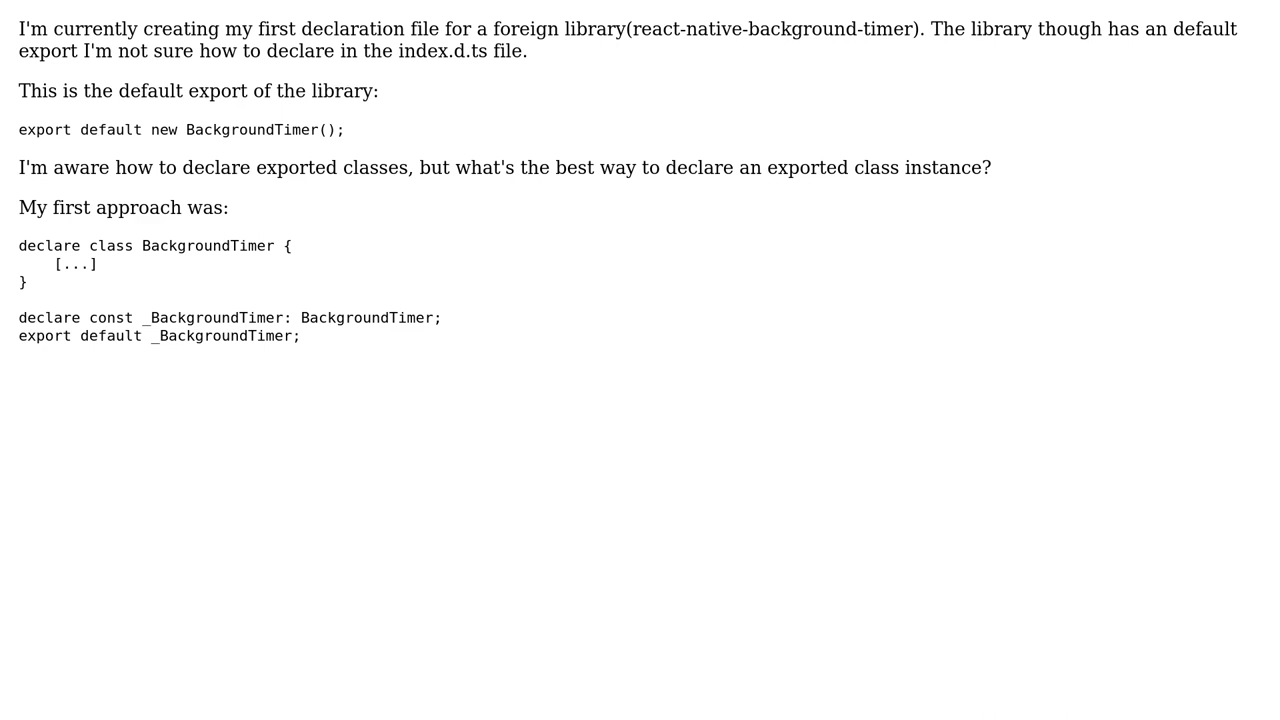 I'm currently creating my first declaration file for a foreign library(react-native-background-timer). The library though has an default
export I'm not sure how to declare in the index.d.ts file.
This is the default export of the library:
export default new BackgroundTimer();
I'm aware how to declare exported classes, but what's the best way to declare an exported class instance?
My first approach was:
declare class BackgroundTimer {
    [...]
}
declare const _BackgroundTimer: BackgroundTimer;
export default _BackgroundTimer;